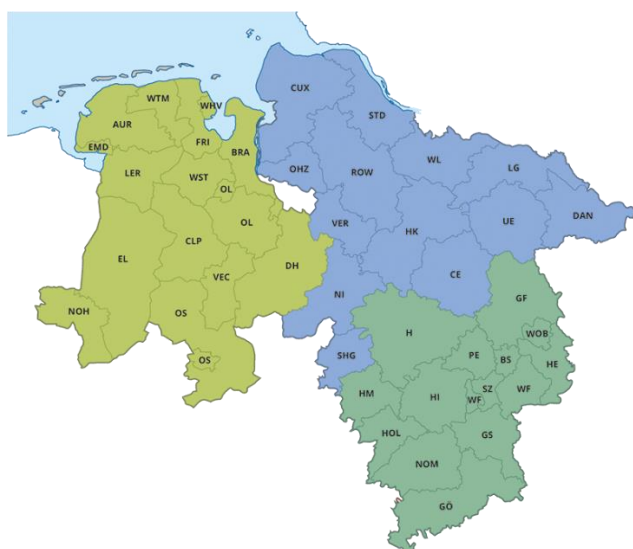 CUX
WTM
WHV
STD
AUR
FRI
EMD
BRA
WL
OHZ
ROW
LG
LER
WST
OL
DAN
OL
VER
UE
HK
CLP
EL
DH
CE
VEC
NI
GF
NOH
OS
H
WOB
SHG
PE
BS
OS
HE
SZ
WF
HM
HI
WF
HOL
GS
NOM
GÖ